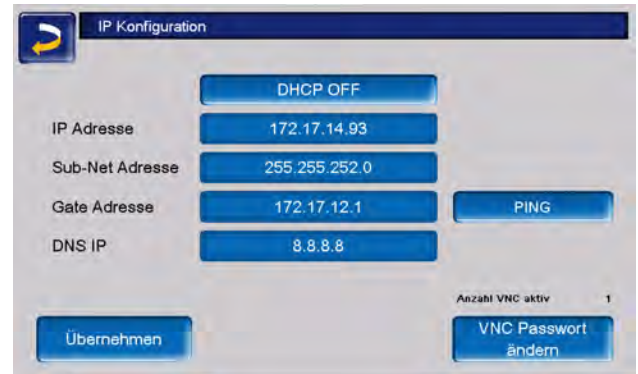 IP Konfiguration
DHCP OFF
IP Adresse 172.17.14.93
Sub-Net Adresse 255.255.252.0
Gate Adresse 172.17.12.1 PING
DNS IP 8.8.8.8
Anzahl VNC aktiv 1
Übernehmen
VNC Passwort
ändern